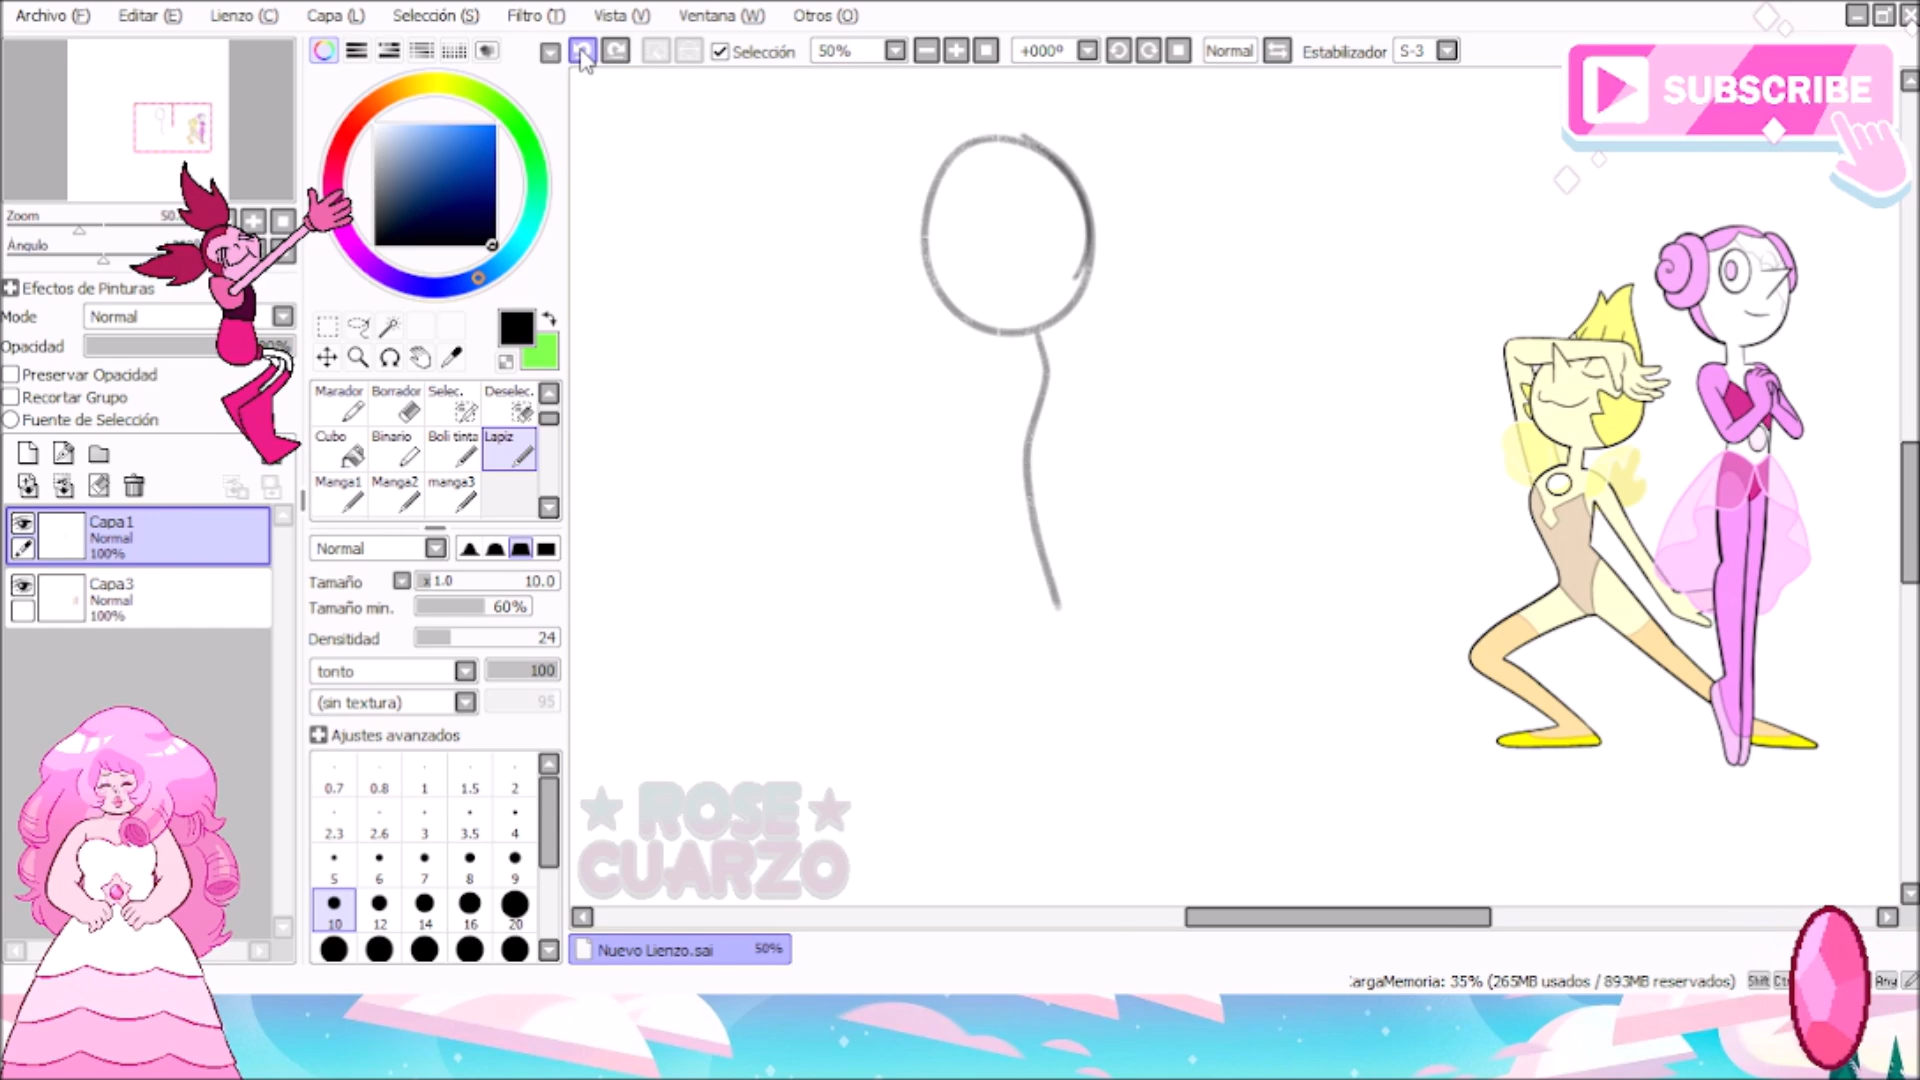 Archivo (F) Editar (E) Lienzo (C) Capa (L) Selección (S) Filtro (T) Vista (V) Ventana (W) Otros (O)
Selección 50% +000º Normal Estabilizador S-3
SUBSCRIBE
Zoom 50.
Ángulo
Efectos de Pinturas
Mode Normal
Opacidad
Preservar Opacidad
Recortar Grupo
Fuente de Selección
Capa1
Normal
100%
Capa3
Normal
100%
Marador Borrador Selec. Deselec.
Cubo Binario Boli tinta Lapiz
Manga1 Manga2 manga3
Normal
Tamaño x 1.0 10.0
Tamaño min. 60%
Densitidad 24
tonto 100
(sin textura) 95
Ajustes avanzados
0.7 0.8 1 1.5 2
2.3 2.6 3 3.5 4
5 6 7 8 9
10 12 14 16 20
ROSE
CUARZO
Nuevo Lienzo.sai 50%
argaMemoria: 35% (265MB usados / 893MB reservados) Shift Any